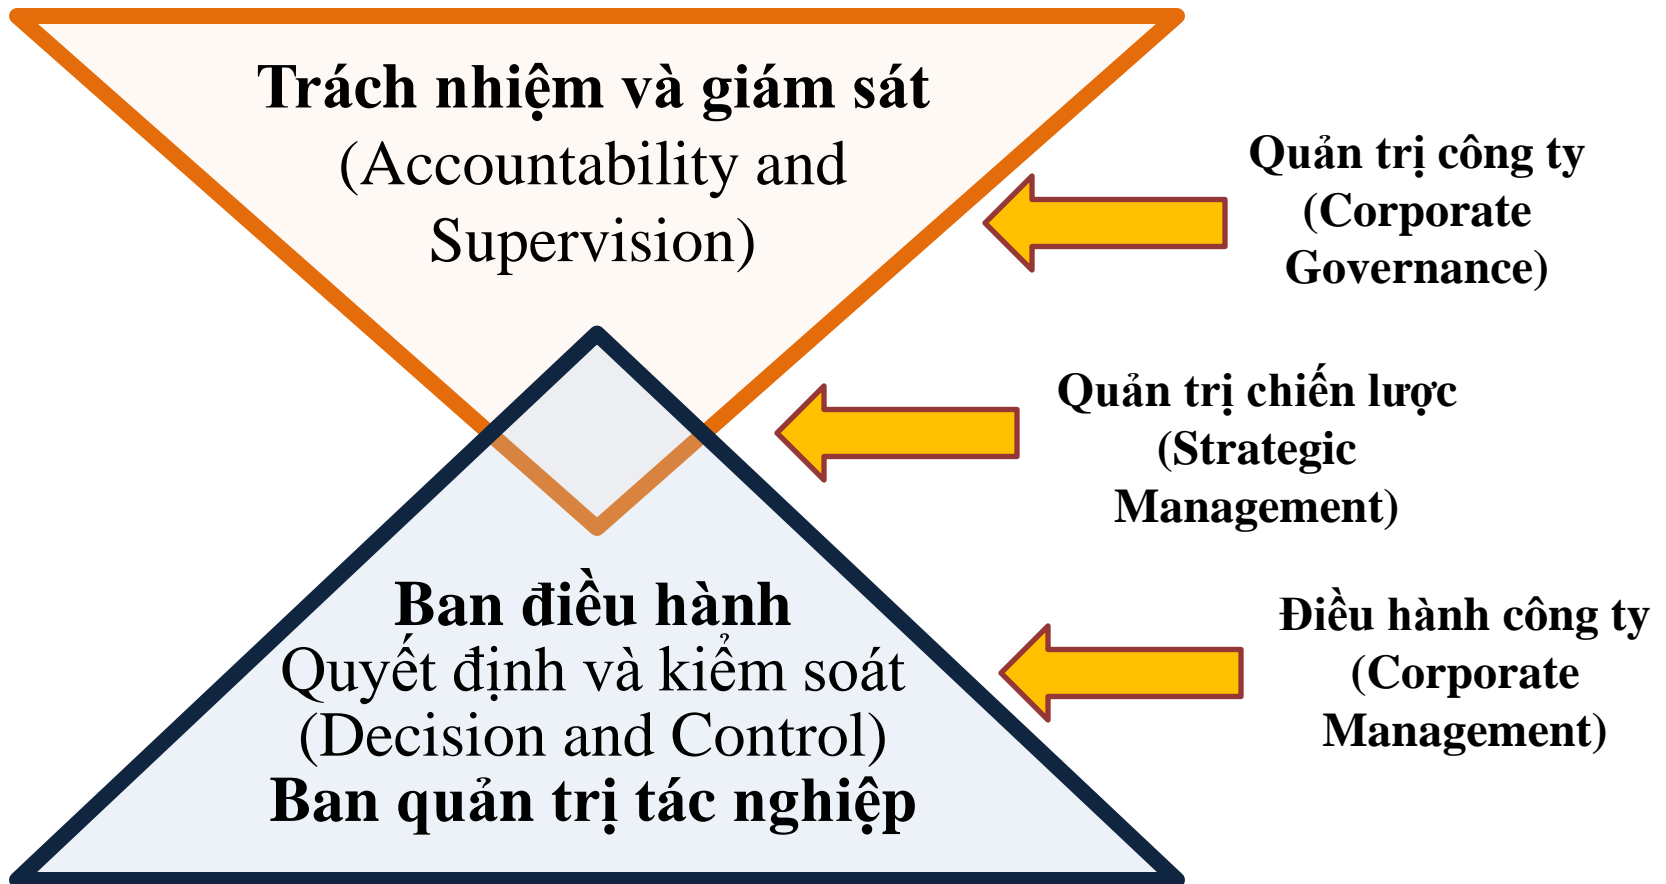 Trách nhiệm và giám sát
(Accountability and
Supervision)
Quản trị công ty
(Corporate
Governance)
Quản trị chiến lược
(Strategic
Management)
Ban điều hành
Quyết định và kiểm soát
(Decision and Control)
Ban quản trị tác nghiệp
Điều hành công ty
(Corporate
Management)